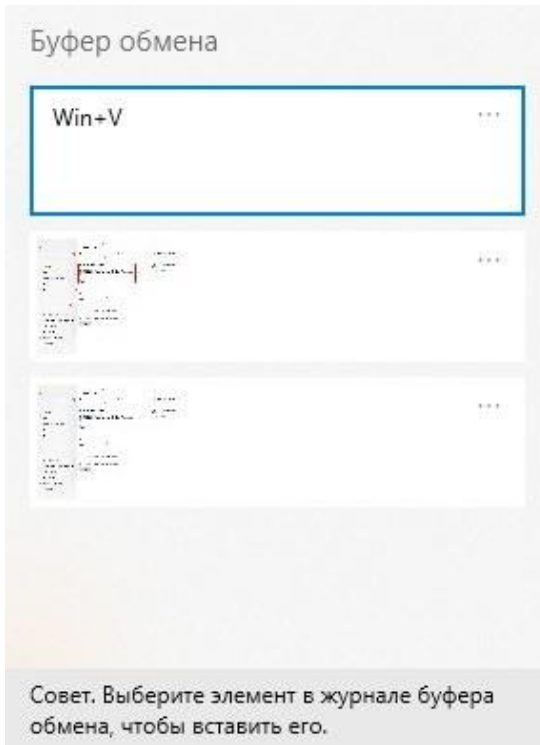 Буфер обмена
Win+V
Совет. Выберите элемент в журнале буфера
обмена, чтобы вставить его.